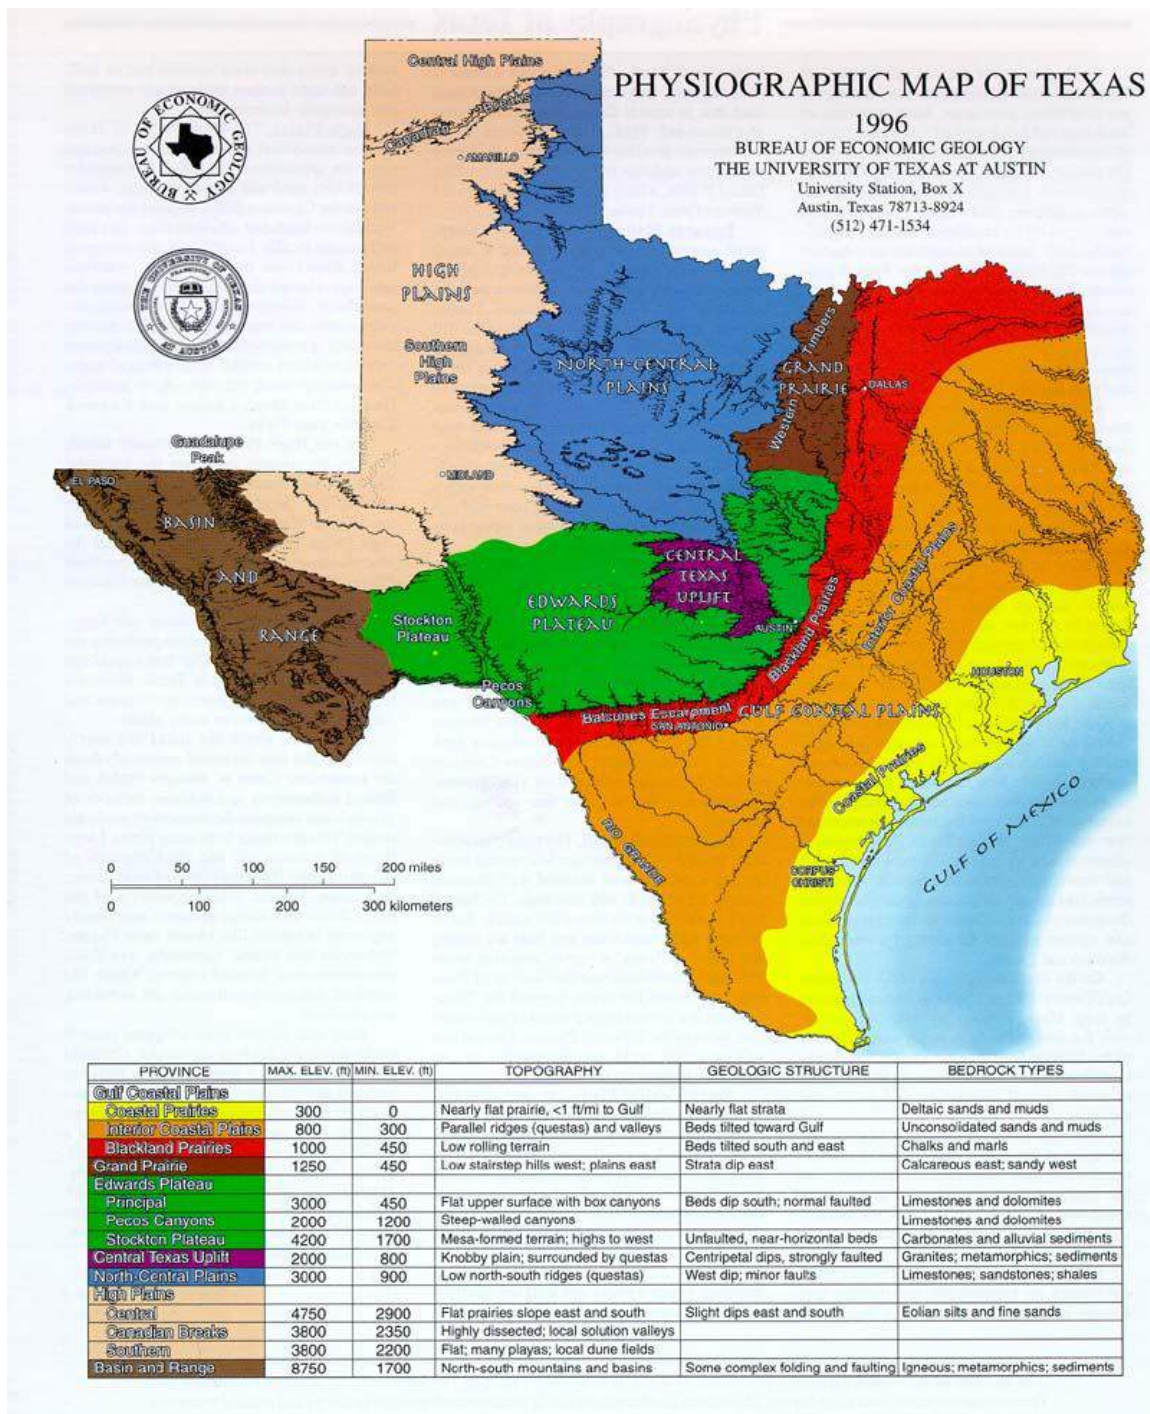 PHYSIOGRAPHIC MAP OF TEXAS
1996
BUREAU OF ECONOMIC GEOLOGY
THE UNIVERSITY OF TEXAS AT AUSTIN
University Station, Box X
Austin, Texas 78713-8924
(512) 471-1534
BUREAU OF ECONOMIC GEOLOGY
THE UNIVERSITY OF TEXAS
AT AUSTIN
Central High Plains
Canadian Breaks
AMARILLO
HIGH
PLAINS
Southern
High
Plains
NORTH-CENTRAL
PLAINS
Western Timbers
GRAND
PRAIRIE
DALLAS
Guadalupe
Peak
EL PASO
MIDLAND
BASIN
AND
RANGE
Stockton
Plateau
EDWARDS
PLATEAU
CENTRAL
TEXAS
UPLIFT
AUSTIN
Pecos
Canyons
Balcones Escarpment
SAN ANTONIO
Blackland Prairies
Interior Coastal Plains
GULF COASTAL PLAINS
HOUSTON
Coastal Prairies
CORPUS
CHRISTI
RIO GRANDE
GULF OF MEXICO
0 50 100 150 200 miles
0 100 200 300 kilometers
PROVINCE MAX. ELEV. (ft) MIN. ELEV. (ft) TOPOGRAPHY GEOLOGIC STRUCTURE BEDROCK TYPES
Gulf Coastal Plains
Coastal Prairies 300 0 Nearly flat prairie, <1 ft/mi to Gulf Nearly flat strata Deltaic sands and muds
Interior Coastal Plains 800 300 Parallel ridges (questas) and valleys Beds tilted toward Gulf Unconsolidated sands and muds
Blackland Prairies 1000 450 Low rolling terrain Beds tilted south and east Chalks and marls
Grand Prairie 1250 450 Low stairstep hills west; plains east Strata dip east Calcareous east; sandy west
Edwards Plateau
Principal 3000 450 Flat upper surface with box canyons Beds dip south; normal faulted Limestones and dolomites
Pecos Canyons 2000 1200 Steep-walled canyons Limestones and dolomites
Stockton Plateau 4200 1700 Mesa-formed terrain; highs to west Unfaulted, near-horizontal beds Carbonates and alluvial sediments
Central Texas Uplift 2000 800 Knobby plain; surrounded by questas Centripetal dips, strongly faulted Granites; metamorphics; sediments
North-Central Plains 3000 900 Low north-south ridges (questas) West dip; minor faults Limestones; sandstones; shales
High Plains
Central 4750 2900 Flat prairies slope east and south Slight dips east and south Eolian silts and fine sands
Canadian Breaks 3800 2350 Highly dissected; local solution valleys
Southern 3800 2200 Flat; many playas; local dune fields
Basin and Range 8750 1700 North-south mountains and basins Some complex folding and faulting Igneous; metamorphics; sediments